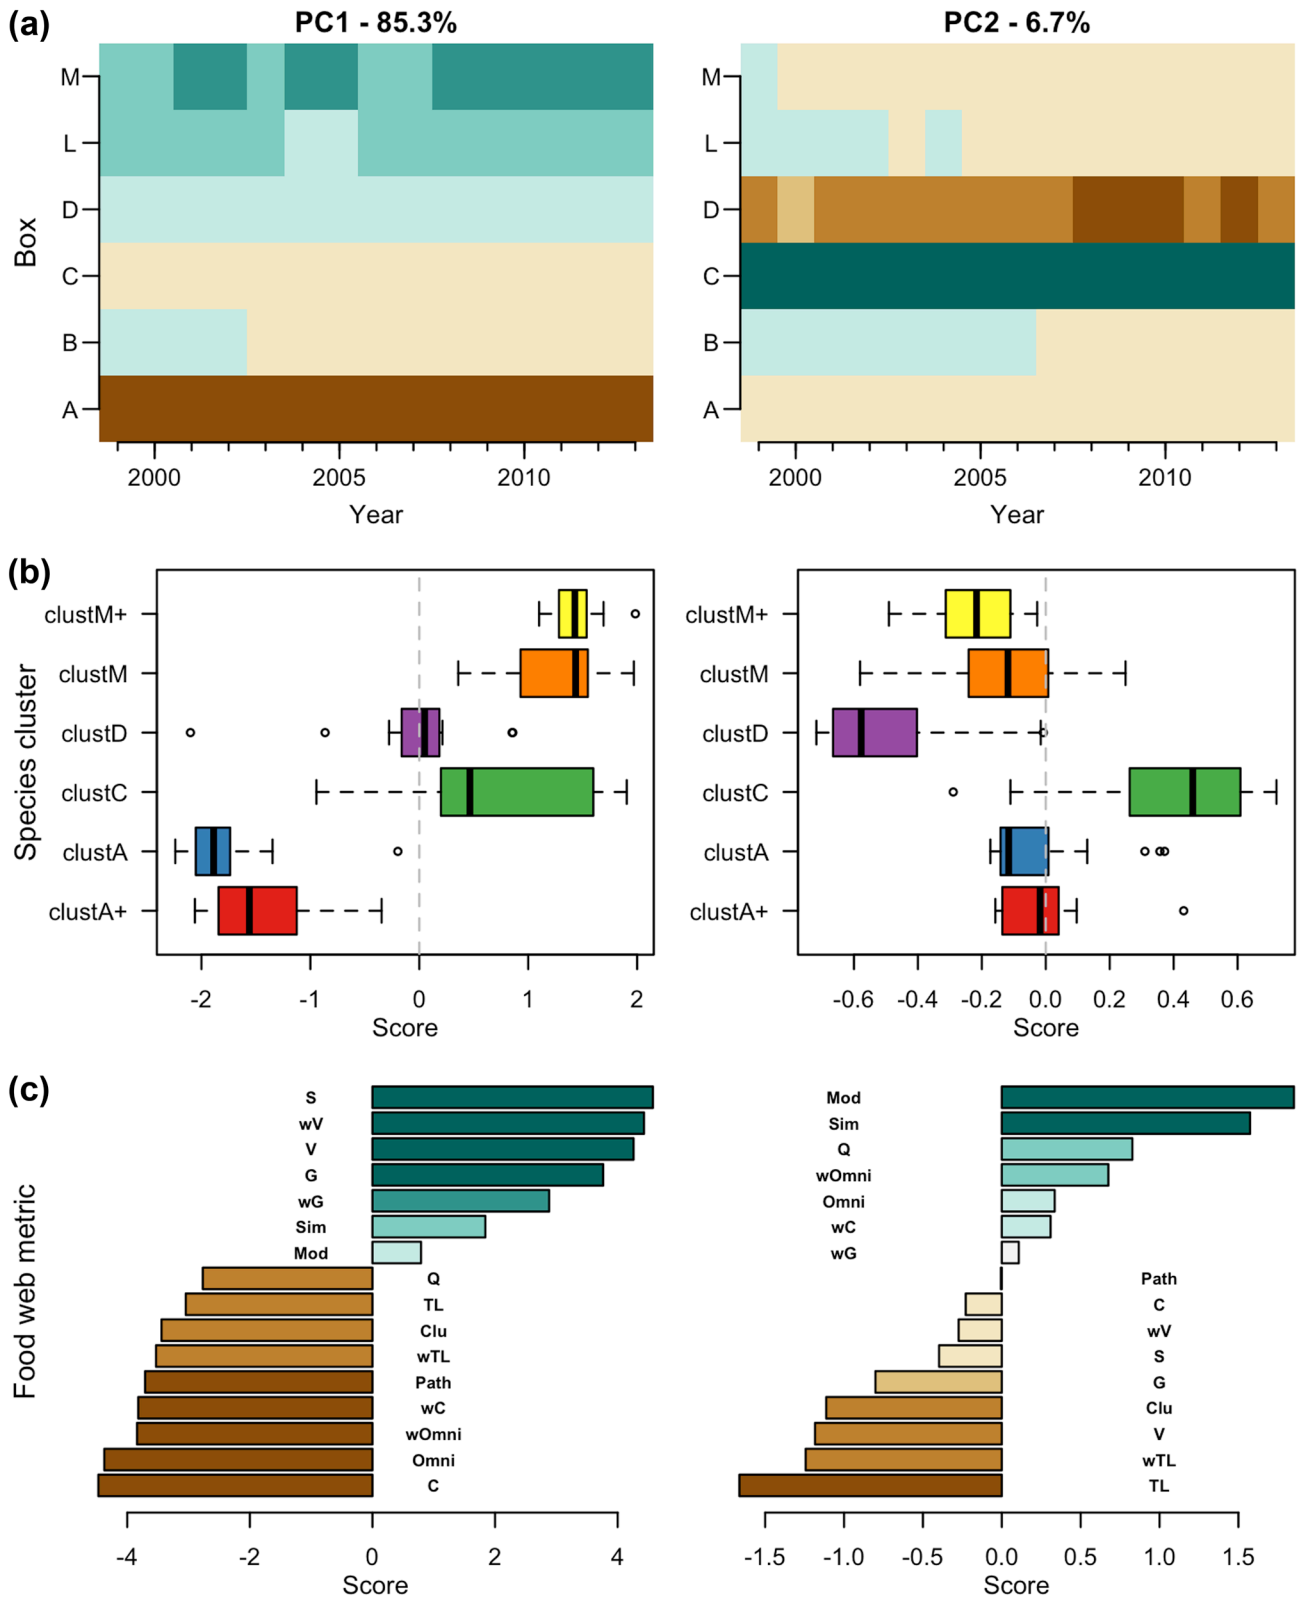 (a)
PC1 - 85.3%
PC2 - 6.7%
Box
M
L
D
C
B
A
2000 2005 2010
Year
M
L
D
C
B
A
2000 2005 2010
Year
(b)
Species cluster
clustM+
clustM
clustD
clustC
clustA
clustA+
-2 -1 0 1 2
Score
clustM+
clustM
clustD
clustC
clustA
clustA+
-0.6 -0.4 -0.2 0.0 0.2 0.4 0.6
Score
(c)
Food web metric
S
wV
V
G
wG
Sim
Mod
Q
TL
Clu
wTL
Path
wC
wOmni
Omni
C
-4 -2 0 2 4
Score
Mod
Sim
Q
wOmni
Omni
wC
wG
Path
C
wV
S
G
Clu
V
wTL
TL
-1.5 -1.0 -0.5 0.0 0.5 1.0 1.5
Score